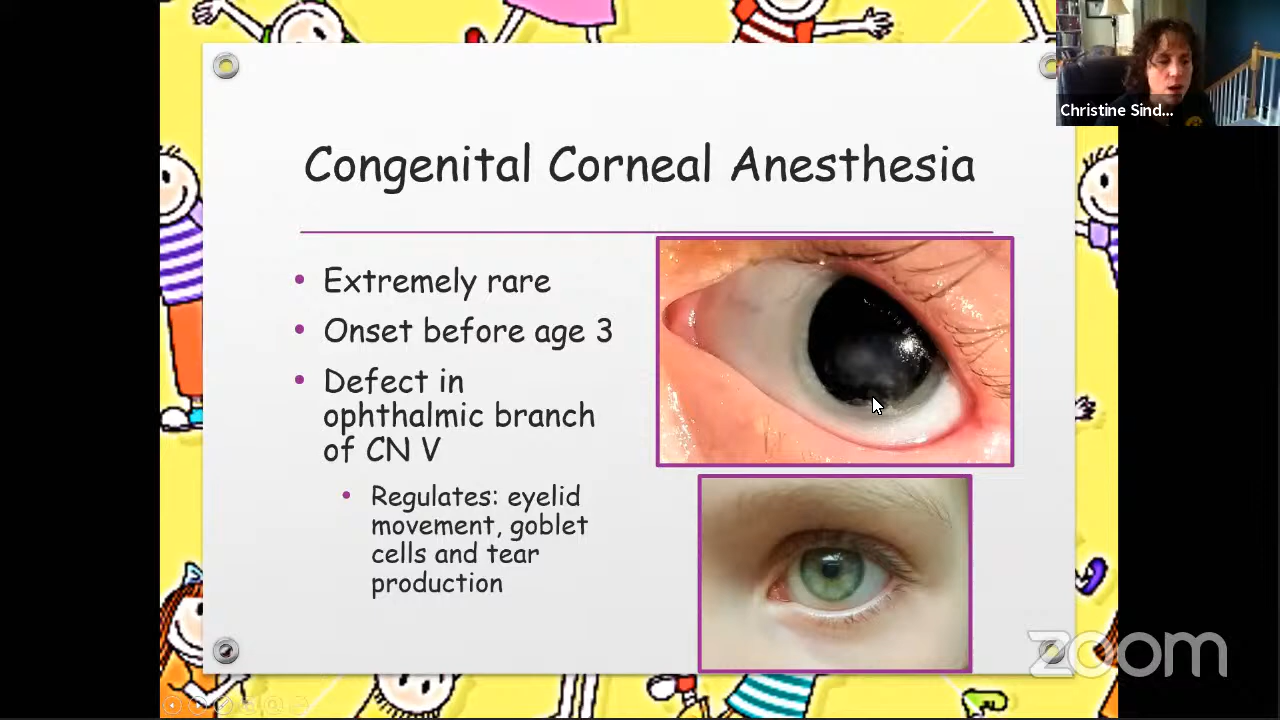 Christine Sind...
Congenital Corneal Anesthesia
• Extremely rare
• Onset before age 3
• Defect in
ophthalmic branch
of CN V
• Regulates: eyelid
movement, goblet
cells and tear
production
zoom